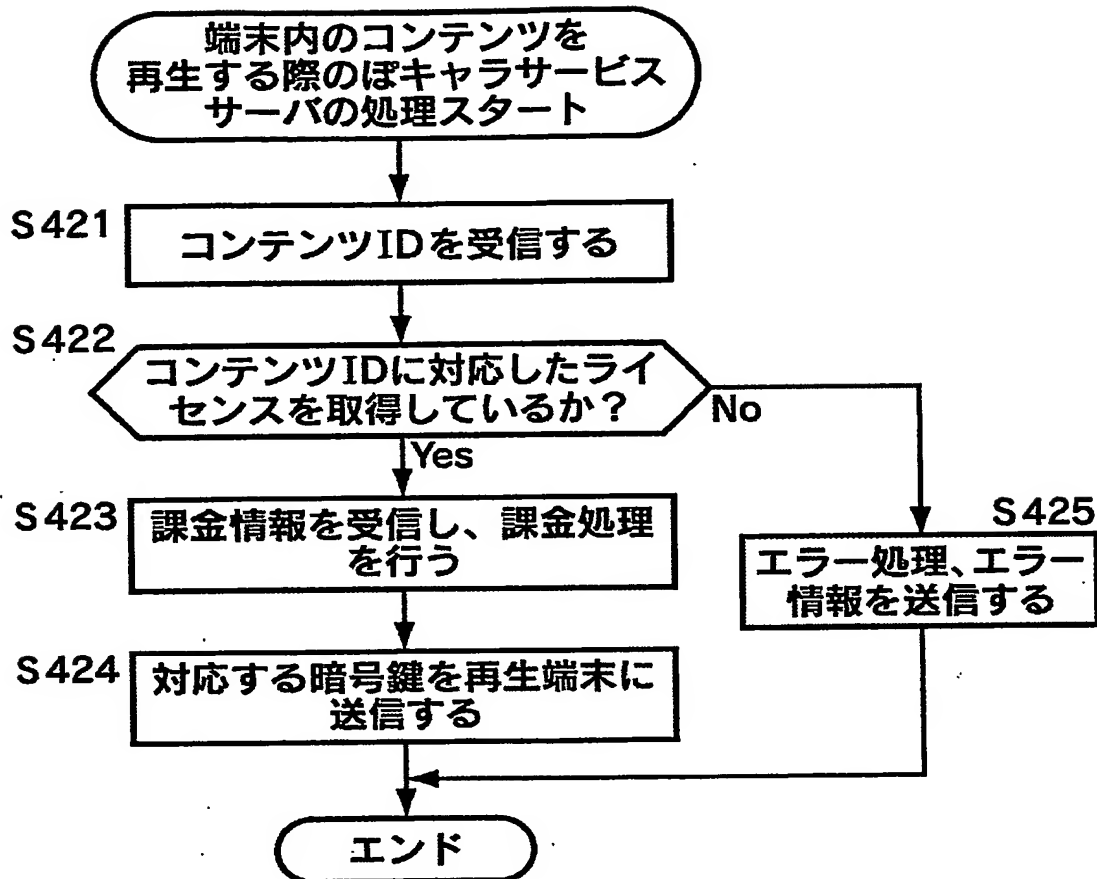 端末内のコンテンツを
再生する際のぽキャラサービス
サーバの処理スタート
S421
コンテンツIDを受信する
S422
コンテンツIDに対応したライ
センスを取得しているか？
No
Yes
S423
課金情報を受信し、課金処理
を行う
S425
エラー処理、エラー
情報を送信する
S424
対応する暗号鍵を再生端末に
送信する
エンド